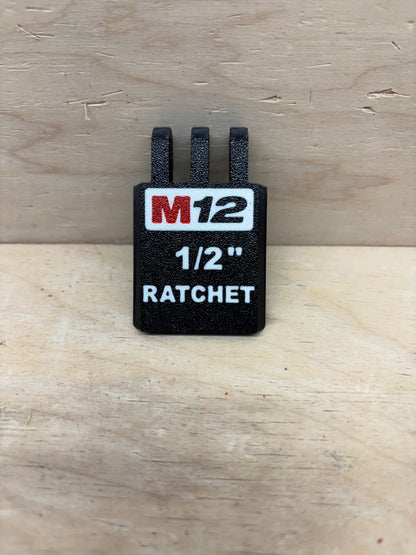 M12
1/2"
RATCHET